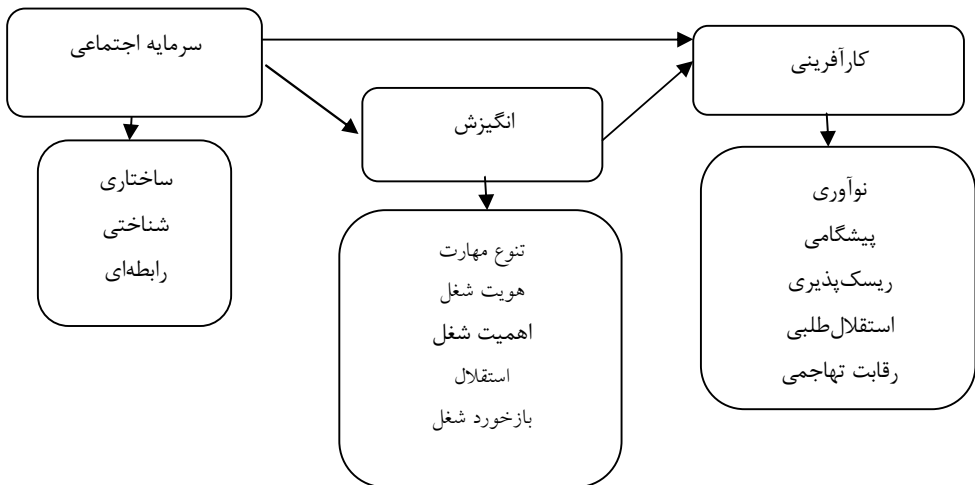 سرمایه اجتماعی
ساختاری
شناختی
رابطه‌ای
انگیزش
تنوع مهارت
هویت شغل
اهمیت شغل
استقلال
بازخورد شغل
کارآفرینی
نوآوری
پیشگامی
ریسک‌پذیری
استقلال‌طلبی
رقابت تهاجمی